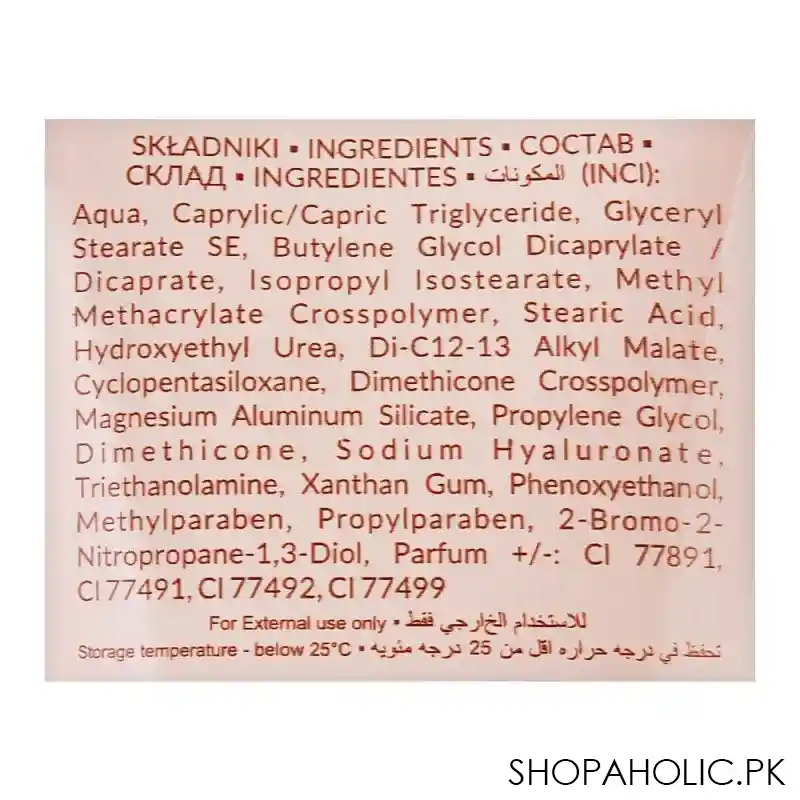 SKŁADNIKI ▪ INGREDIENTS ▪ СОСТАВ ▪
СКЛАД ▪ INGREDIENTES ▪ المكونات (INCI):
Aqua, Caprylic/Capric Triglyceride, Glyceryl
Stearate SE, Butylene Glycol Dicaprylate /
Dicaprate, Isopropyl Isostearate, Methyl
Methacrylate Crosspolymer, Stearic Acid,
Hydroxyethyl Urea, Di-C12-13 Alkyl Malate,
Cyclopentasiloxane, Dimethicone Crosspolymer,
Magnesium Aluminum Silicate, Propylene Glycol,
Dimethicone, Sodium Hyaluronate,
Triethanolamine, Xanthan Gum, Phenoxyethanol,
Methylparaben, Propylparaben, 2-Bromo-2-
Nitropropane-1,3-Diol, Parfum +/-: CI 77891,
CI 77491, CI 77492, CI 77499
For External use only ▪ للاستخدام الخارجي فقط
Storage temperature - below 25°C ▪ تحفظ في درجه حراره اقل من 25 درجه مئويه
SHOPAHOLIC.PK